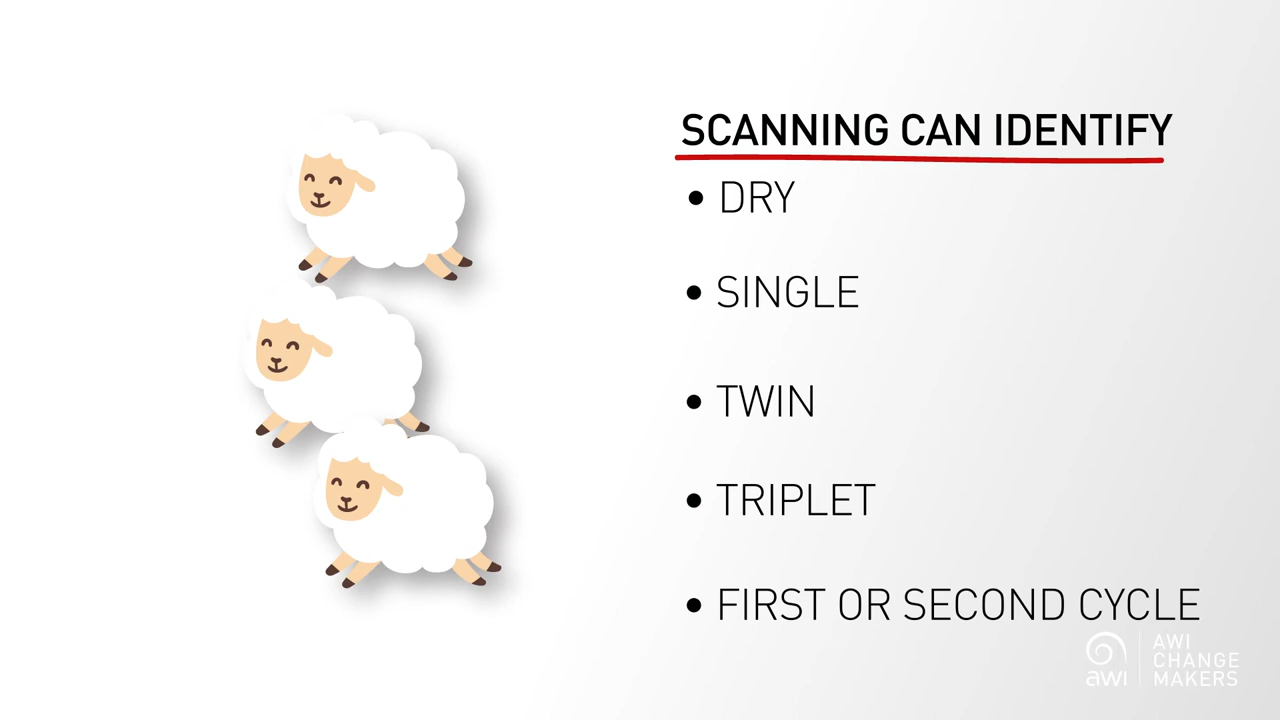 SCANNING CAN IDENTIFY
• DRY
• SINGLE
• TWIN
• TRIPLET
• FIRST OR SECOND CYCLE
awi
AWI
CHANGE
MAKERS